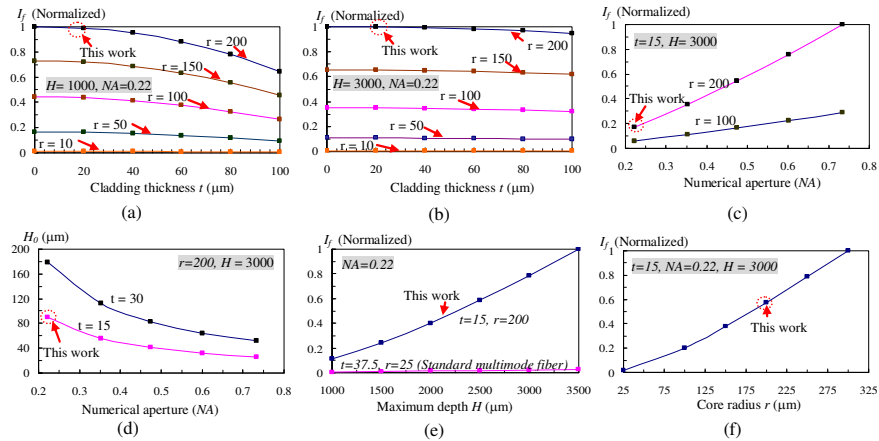 I_f (Normalized)
1
0.8
0.6
0.4
0.2
0
This work
r = 200
r = 150
H= 1000, NA=0.22
r = 100
r = 50
r = 10
0 20 40 60 80 100
Cladding thickness t (μm)
(a)
I_f (Normalized)
1
0.8
0.6
0.4
0.2
0
This work
r = 200
r = 150
H= 3000, NA=0.22
r = 100
r = 50
r = 10
0 20 40 60 80 100
Cladding thickness t (μm)
(b)
I_f (Normalized)
1
0.8
0.6
0.4
0.2
0
t=15, H= 3000
r = 200
This work
r = 100
0.2 0.3 0.4 0.5 0.6 0.7 0.8
Numerical aperture (NA)
(c)
H_0 (μm)
200
160
120
80
40
0
r=200, H = 3000
t = 30
t = 15
This work
0.2 0.3 0.4 0.5 0.6 0.7 0.8
Numerical aperture (NA)
(d)
I_f (Normalized)
1
0.8
0.6
0.4
0.2
0
NA=0.22
This work
t=15, r=200
t=37.5, r=25 (Standard multimode fiber)
1000 1500 2000 2500 3000 3500
Maximum depth H (μm)
(e)
I_f (Normalized)
1
0.8
0.6
0.4
0.2
0
t=15, NA=0.22, H = 3000
This work
25 75 125 175 225 275 325
Core radius r (μm)
(f)